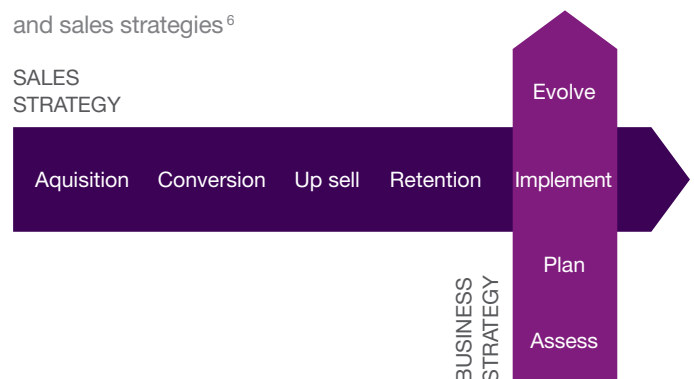 and sales strategies 6
SALES
STRATEGY
Evolve
Aquisition Conversion Up sell Retention Implement
Plan
Assess
BUSINESS
STRATEGY